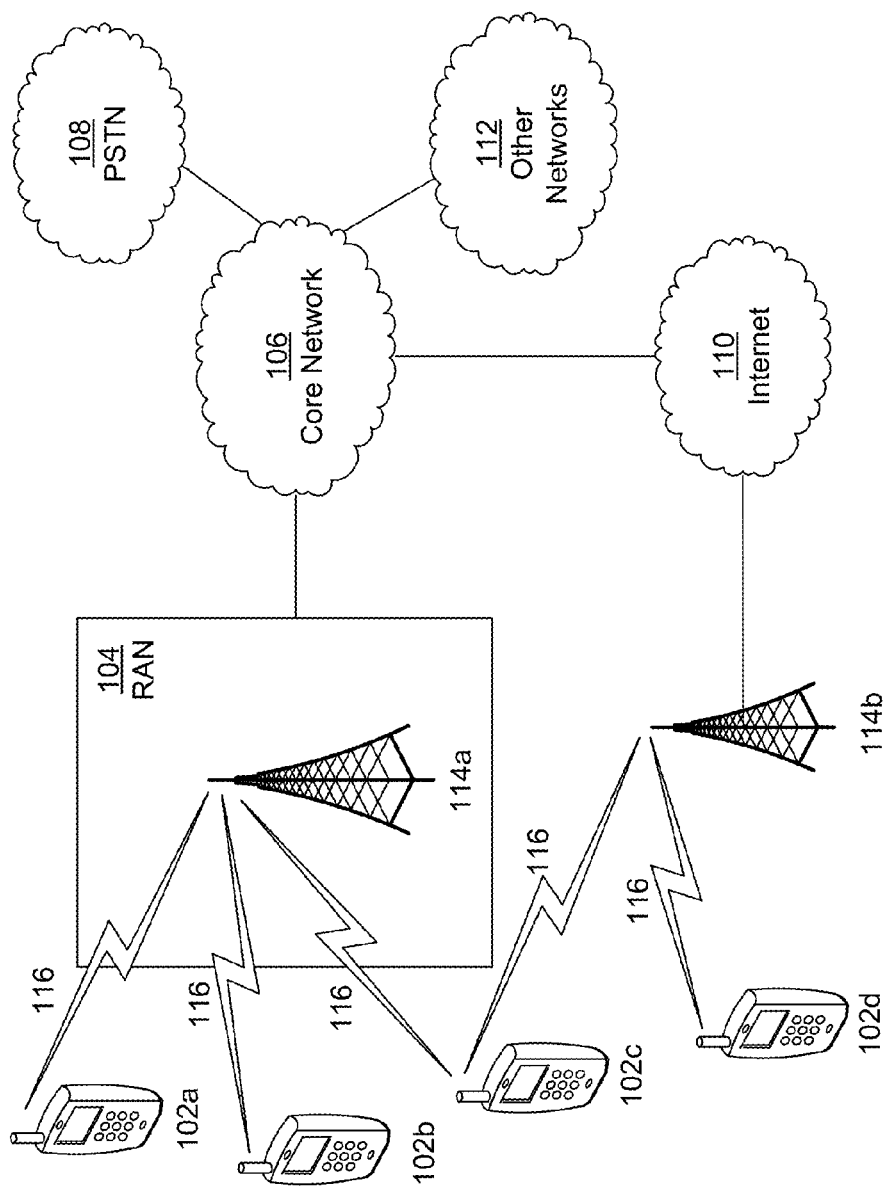 102a
116
102b
116
102c
116
116
102d
116
104
RAN
114a
114b
106
Core Network
108
PSTN
110
Internet
112
Other
Networks